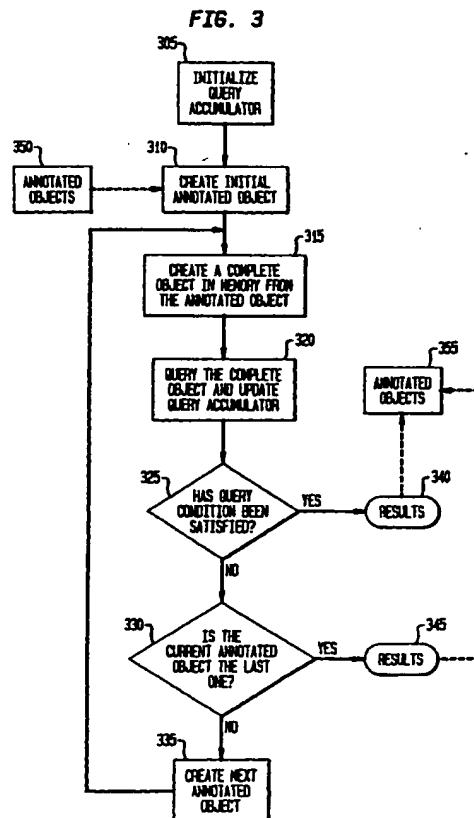 FIG. 3
305
INITIALIZE
QUERY
ACCUMULATOR
350
ANNOTATED
OBJECTS
310
CREATE INITIAL
ANNOTATED OBJECT
315
CREATE A COMPLETE
OBJECT IN MEMORY FROM
THE ANNOTATED OBJECT
320
QUERY THE COMPLETE
OBJECT AND UPDATE
QUERY ACCUMULATOR
355
ANNOTATED
OBJECTS
325
HAS QUERY
CONDITION BEEN
SATISFIED?
YES
340
RESULTS
NO
330
IS THE
CURRENT ANNOTATED
OBJECT THE LAST
ONE?
YES
345
RESULTS
NO
335
CREATE NEXT
ANNOTATED
OBJECT